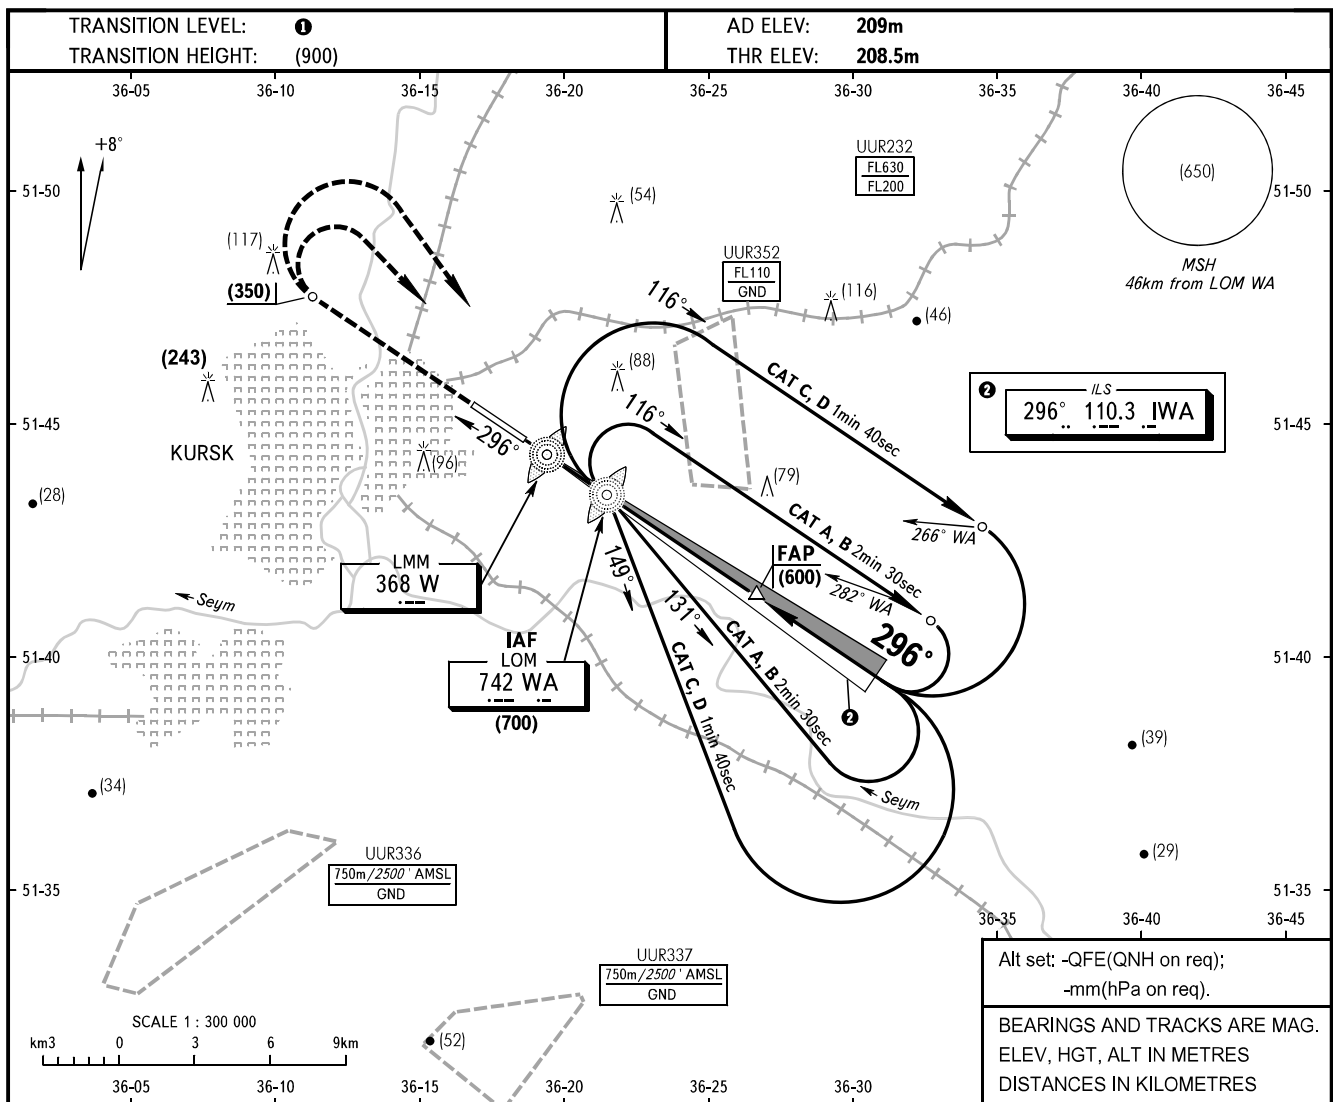 TRANSITION LEVEL: ❶
TRANSITION HEIGHT: (900)
AD ELEV: 209m
THR ELEV: 208.5m
36-05 36-10 36-15 36-20 36-25 36-30 36-35 36-40 36-45
+8°
UUR232
FL630
FL200
(650)
MSH
46km from LOM WA
51-50 51-50
(54)
(117)
(350)
UUR352
FL110
GND
116°
(116)
(46)
(243)
(88)
CAT C, D 1min 40sec
❷ ILS
296° 110.3 IWA
51-45 51-45
116°
296°
KURSK
(96)
(28)
(79)
CAT A, B 2min 30sec
266° WA
LMM
368 W
149°
FAP
(600)
282° WA
Seym
131°
296°
IAF
LOM
742 WA
(700)
51-40 51-40
CAT A, B 2min 30sec
CAT C, D 1min 40sec
❷
(39)
(34)
Seym
(29)
UUR336
750m/2500' AMSL
GND
51-35 51-35
36-35 36-40 36-45
UUR337
750m/2500' AMSL
GND
Alt set: -QFE(QNH on req);
-mm(hPa on req).
SCALE 1 : 300 000
km3 0 3 6 9km
(52)
BEARINGS AND TRACKS ARE MAG.
ELEV, HGT, ALT IN METRES
DISTANCES IN KILOMETRES
36-05 36-10 36-15 36-20 36-25 36-30